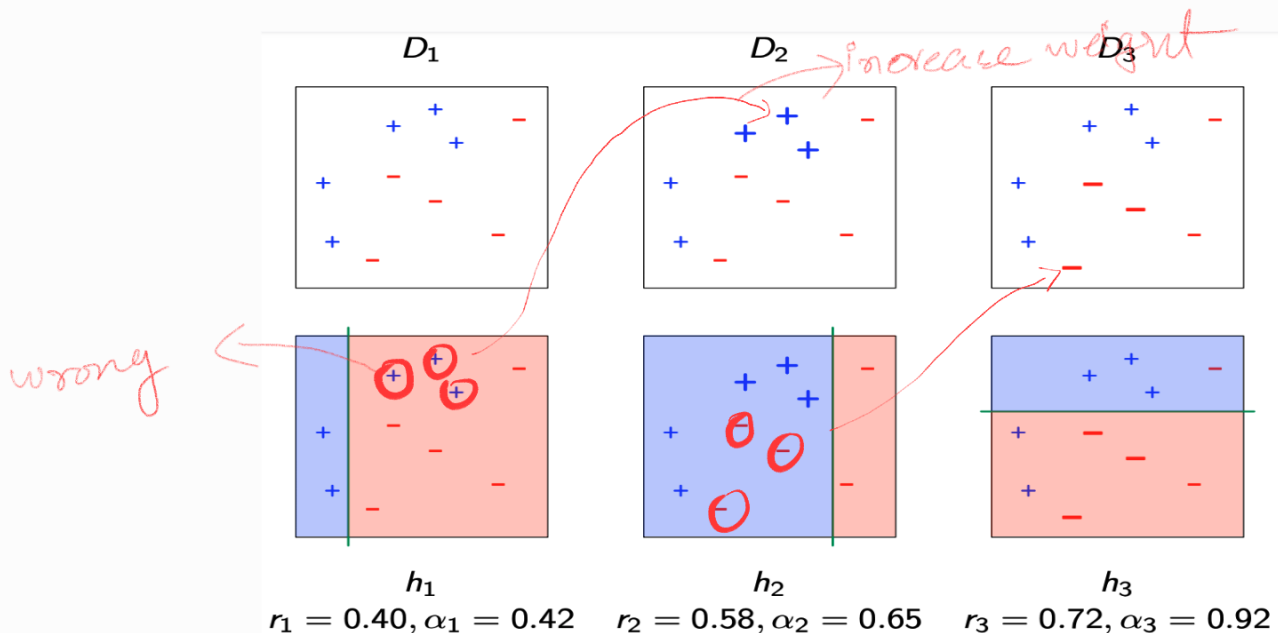 D₁ D₂ D₃
increase weight
wrong
h₁ h₂ h₃
r₁ = 0.40, α₁ = 0.42 r₂ = 0.58, α₂ = 0.65 r₃ = 0.72, α₃ = 0.92